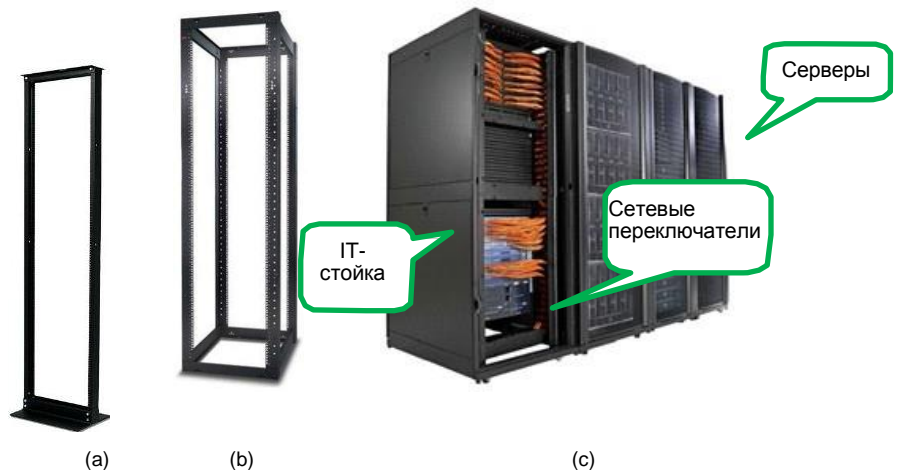 Серверы
Сетевые
переключатели
IT-
стойка
(a)
(b)
(c)